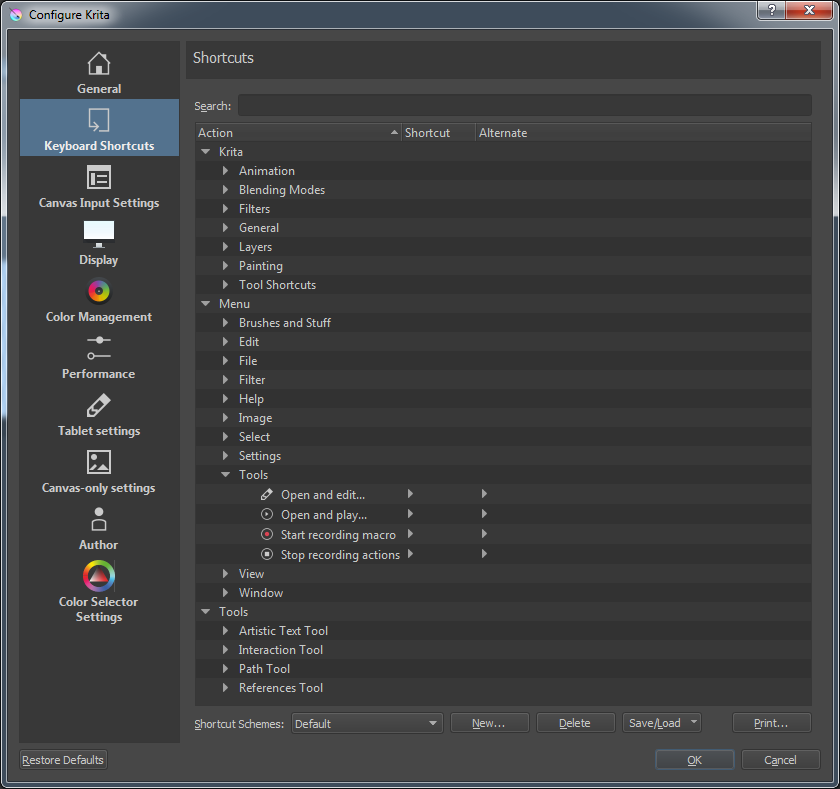 Configure Krita
?
General
Keyboard Shortcuts
Canvas Input Settings
Display
Color Management
Performance
Tablet settings
Canvas-only settings
Author
Color Selector
Settings
Shortcuts
Search:
Action Shortcut Alternate
Krita
Animation
Blending Modes
Filters
General
Layers
Painting
Tool Shortcuts
Menu
Brushes and Stuff
Edit
File
Filter
Help
Image
Select
Settings
Tools
Open and edit...
Open and play...
Start recording macro
Stop recording actions
View
Window
Tools
Artistic Text Tool
Interaction Tool
Path Tool
References Tool
Shortcut Schemes: Default New... Delete Save/Load Print...
Restore Defaults OK Cancel